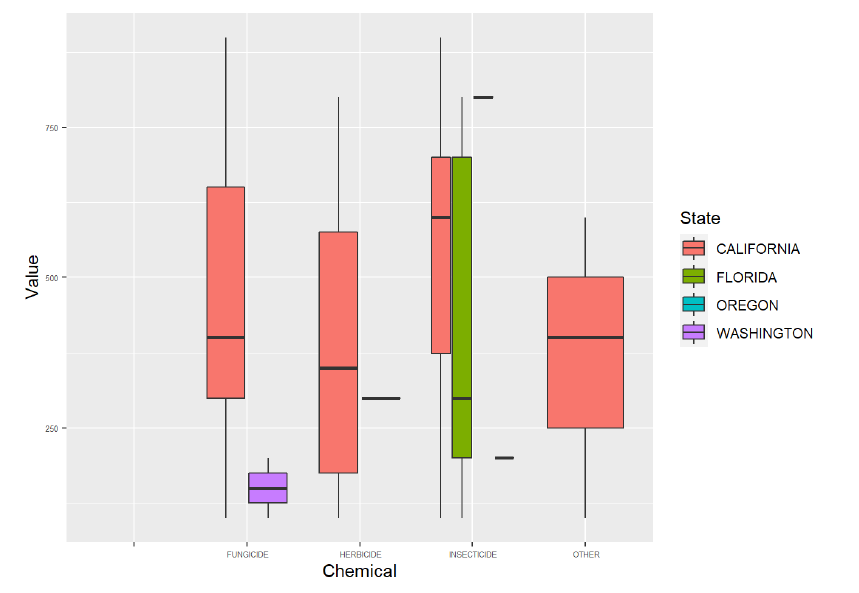 750
500
250
Value
FUNGICIDE
HERBICIDE
INSECTICIDE
OTHER
Chemical
State
CALIFORNIA
FLORIDA
OREGON
WASHINGTON